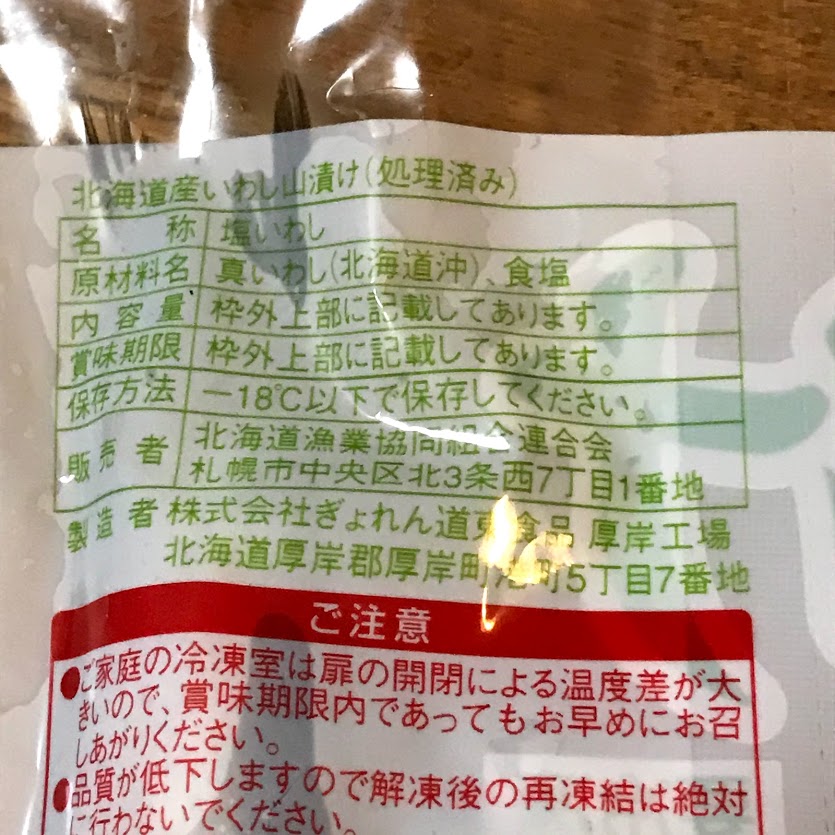 北海道産いわし山漬け(処理済み)
名称 塩いわし
原材料名 真いわし(北海道沖)、食塩
内容量 枠外上部に記載してあります。
賞味期限 枠外上部に記載してあります。
保存方法 −18℃以下で保存してください。
販売者 北海道漁業協同組合連合会
札幌市中央区北3条西7丁目1番地
製造者 株式会社ぎょれん道東食品 厚岸工場
北海道厚岸郡厚岸町港町5丁目7番地
ご注意
●ご家庭の冷凍室は扉の開閉による温度差が大
きいので、賞味期限内であってもお早めにお召
しあがりください。
●品質が低下しますので解凍後の再凍結は絶対
に行わないでください。